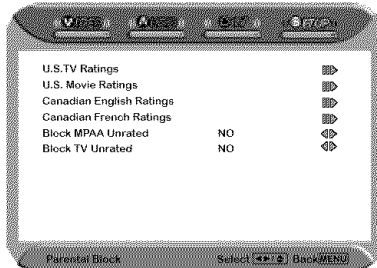 SETUP
U.S.TV Ratings
U.S. Movie Ratings
Canadian English Ratings
Canadian French Ratings
Block MPAA Unrated NO
Block TV Unrated NO
Parental Block Select Back MENU